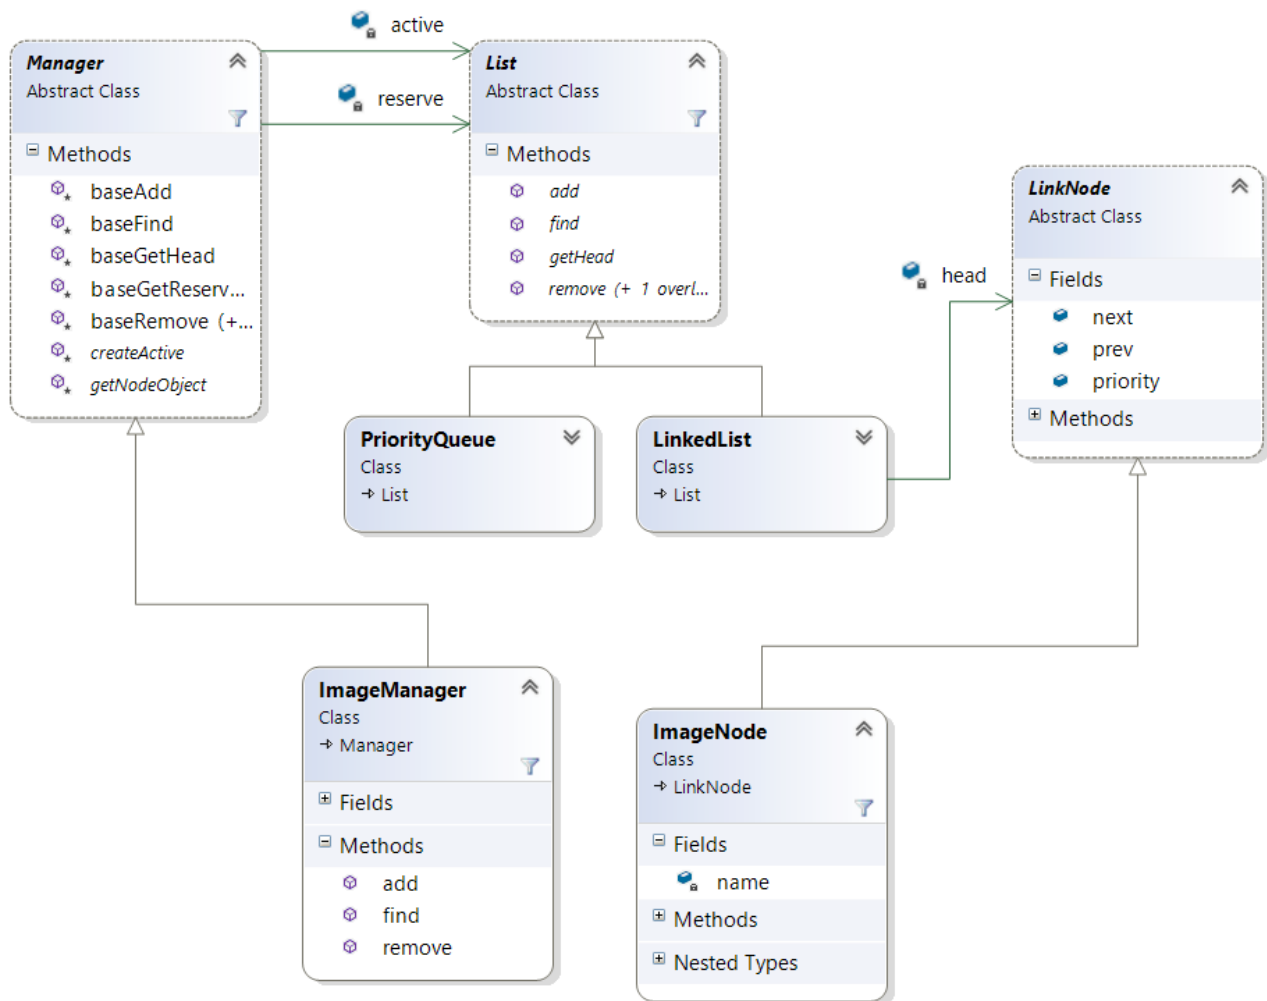 active
reserve
Manager
Abstract Class
Methods
baseAdd
baseFind
baseGetHead
baseGetReserv...
baseRemove (+...
createActive
getNodeObject
List
Abstract Class
Methods
add
find
getHead
remove (+ 1 overl...
head
LinkNode
Abstract Class
Fields
next
prev
priority
Methods
PriorityQueue
Class
List
LinkedList
Class
List
ImageManager
Class
Manager
Fields
Methods
add
find
remove
ImageNode
Class
LinkNode
Fields
name
Methods
Nested Types